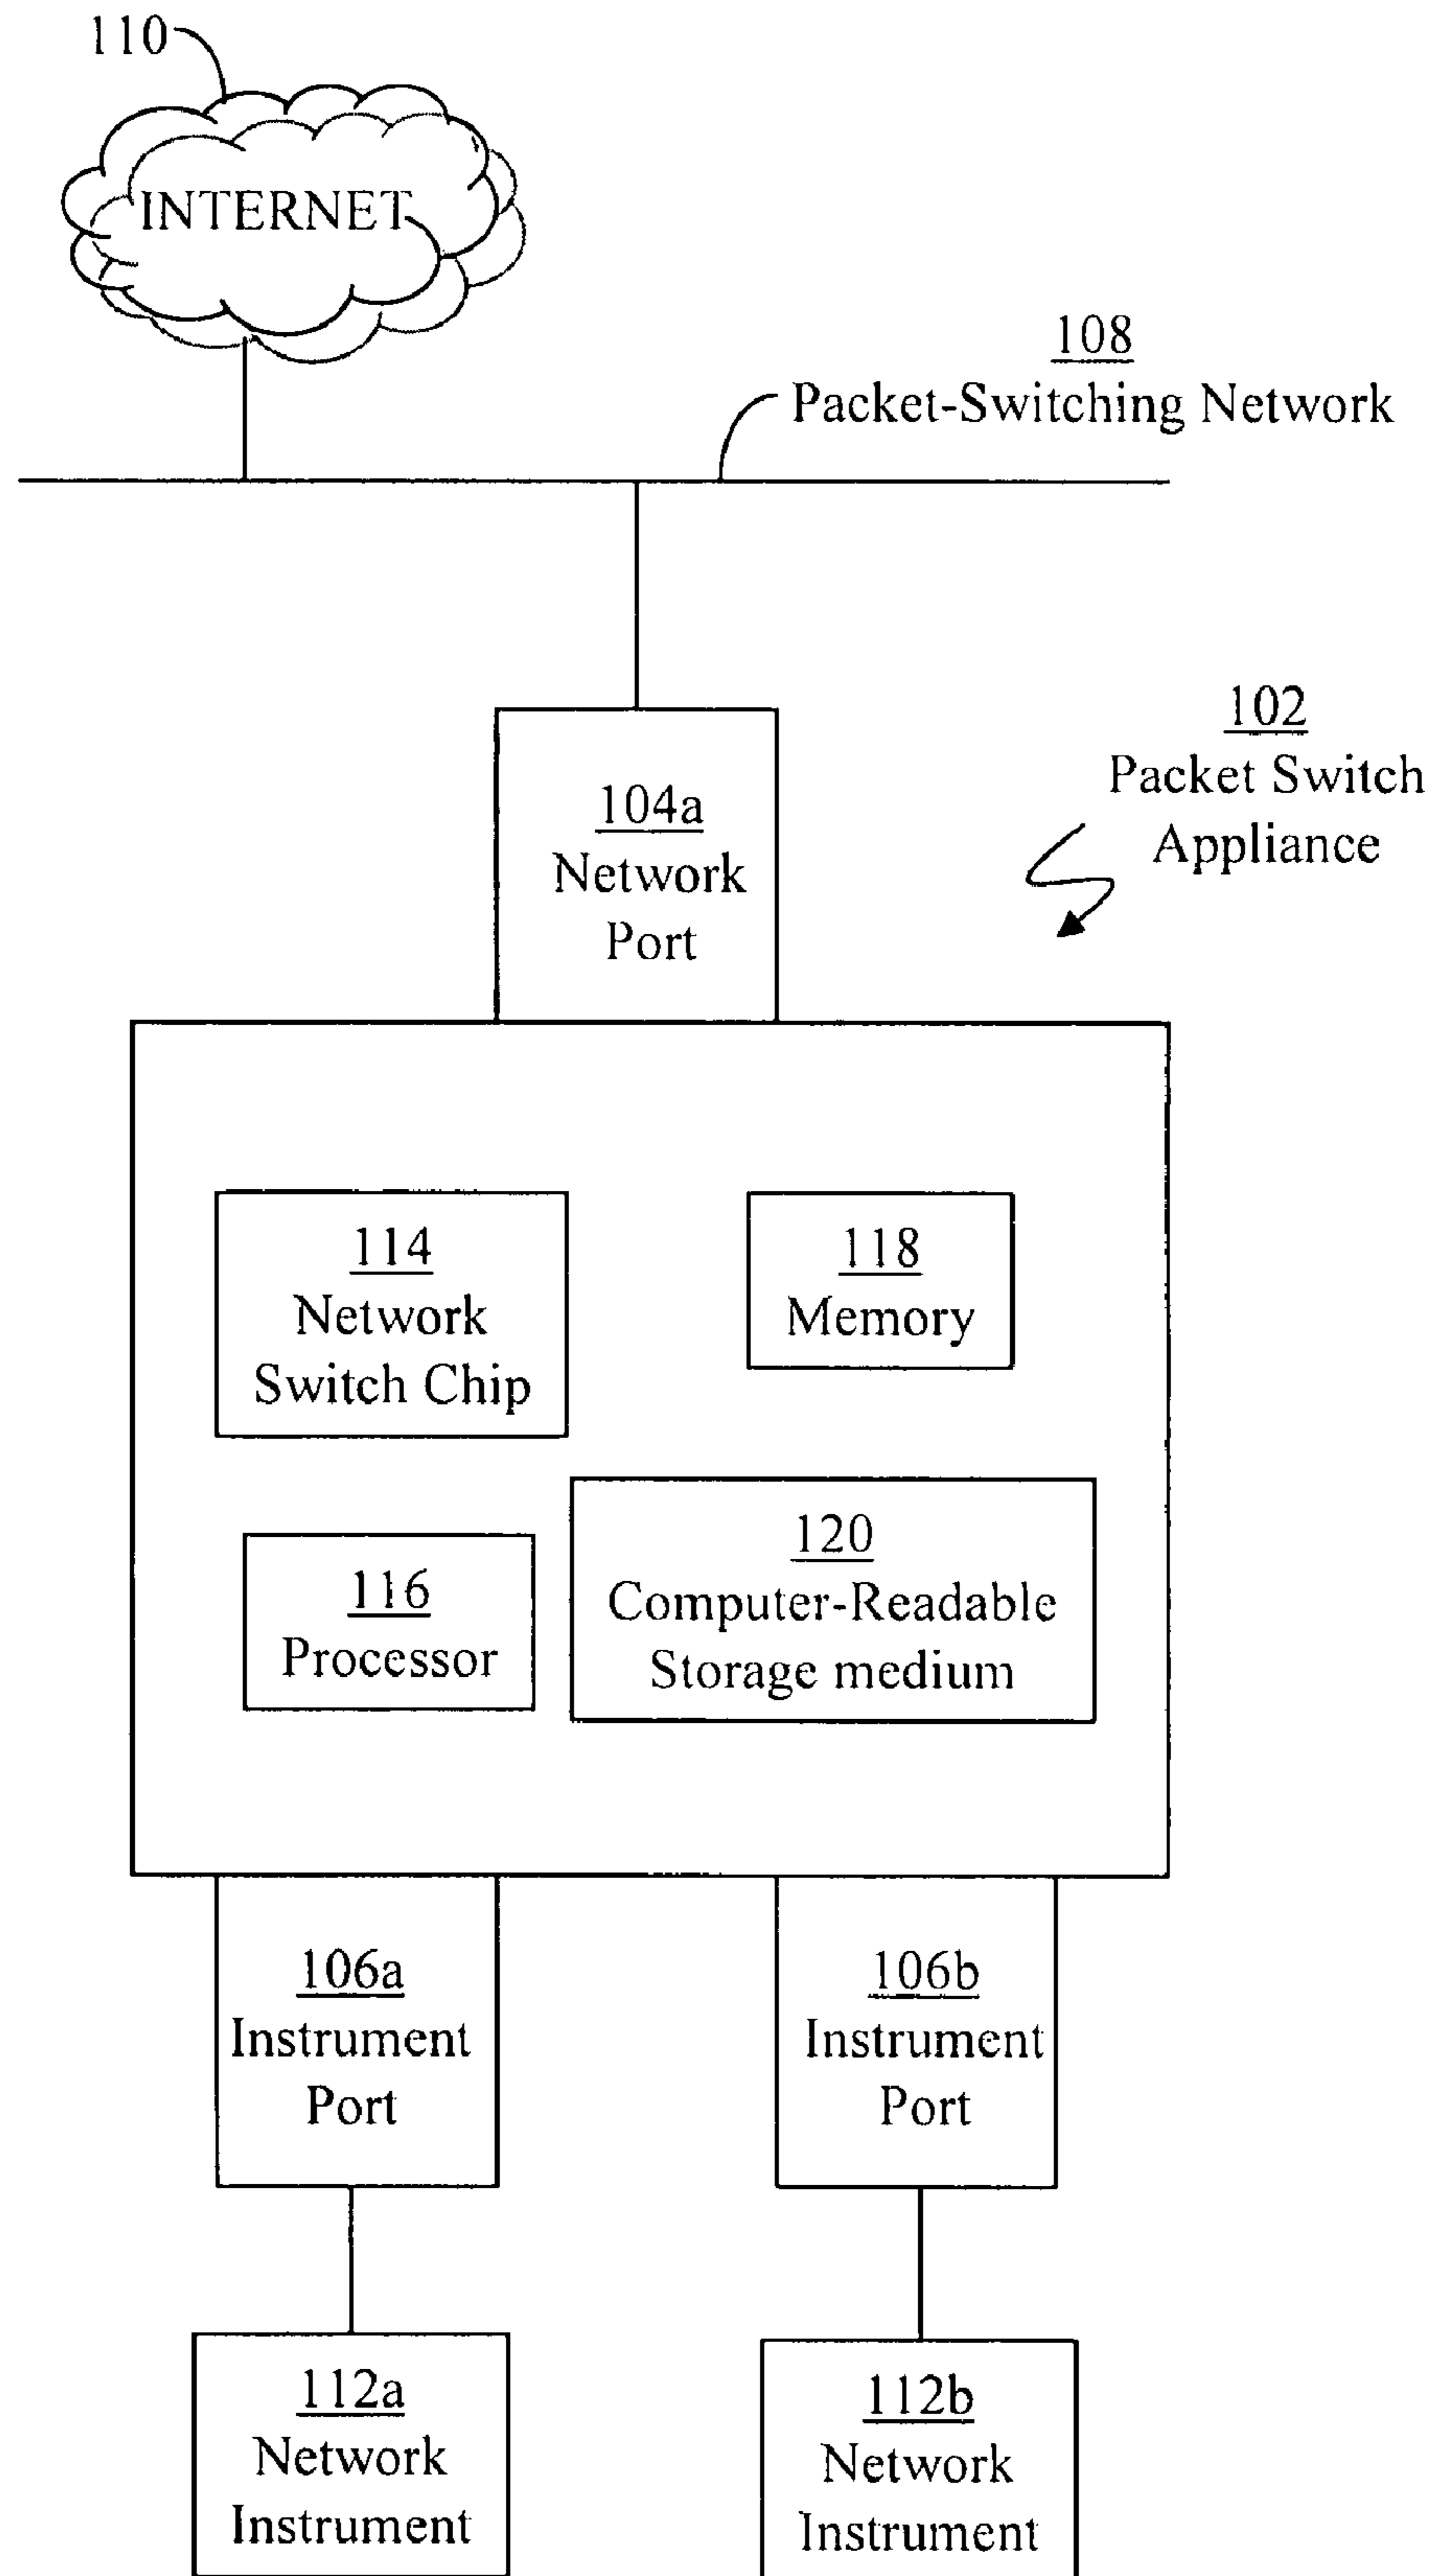 110
INTERNET
108
Packet-Switching Network
102
Packet Switch
Appliance
104a
Network
Port
114
Network
Switch Chip
118
Memory
116
Processor
120
Computer-Readable
Storage medium
106a
Instrument
Port
106b
Instrument
Port
112a
Network
Instrument
112b
Network
Instrument